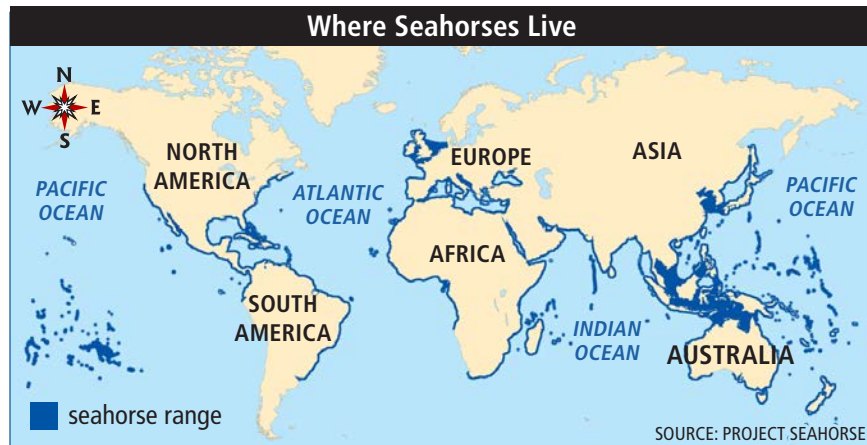 Where Seahorses Live
N
W E
S
NORTH
AMERICA
PACIFIC
OCEAN
ATLANTIC
OCEAN
EUROPE
ASIA
PACIFIC
OCEAN
AFRICA
SOUTH
AMERICA
INDIAN
OCEAN
AUSTRALIA
seahorse range
SOURCE: PROJECT SEAHORSE